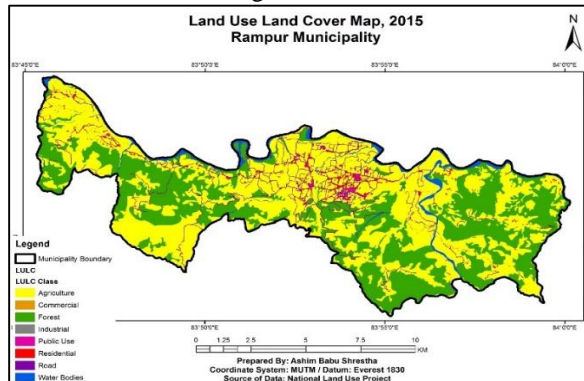 Land Use Land Cover Map, 2015
Rampur Municipality
N
83°45'0"E 83°50'0"E 83°55'0"E 84°0'0"E
Legend
Municipality Boundary
LULC
LULC Class
Agriculture
Commercial
Forest
Industrial
Public Use
Residential
Road
Water Bodies
83°50'0"E 83°55'0"E 84°0'0"E
0 1.25 2.5 5 7.5 10
KM
Prepared By: Ashim Babu Shrestha
Coordinate System: MUTM / Datum: Everest 1830
Source of Data: National Land Use Project